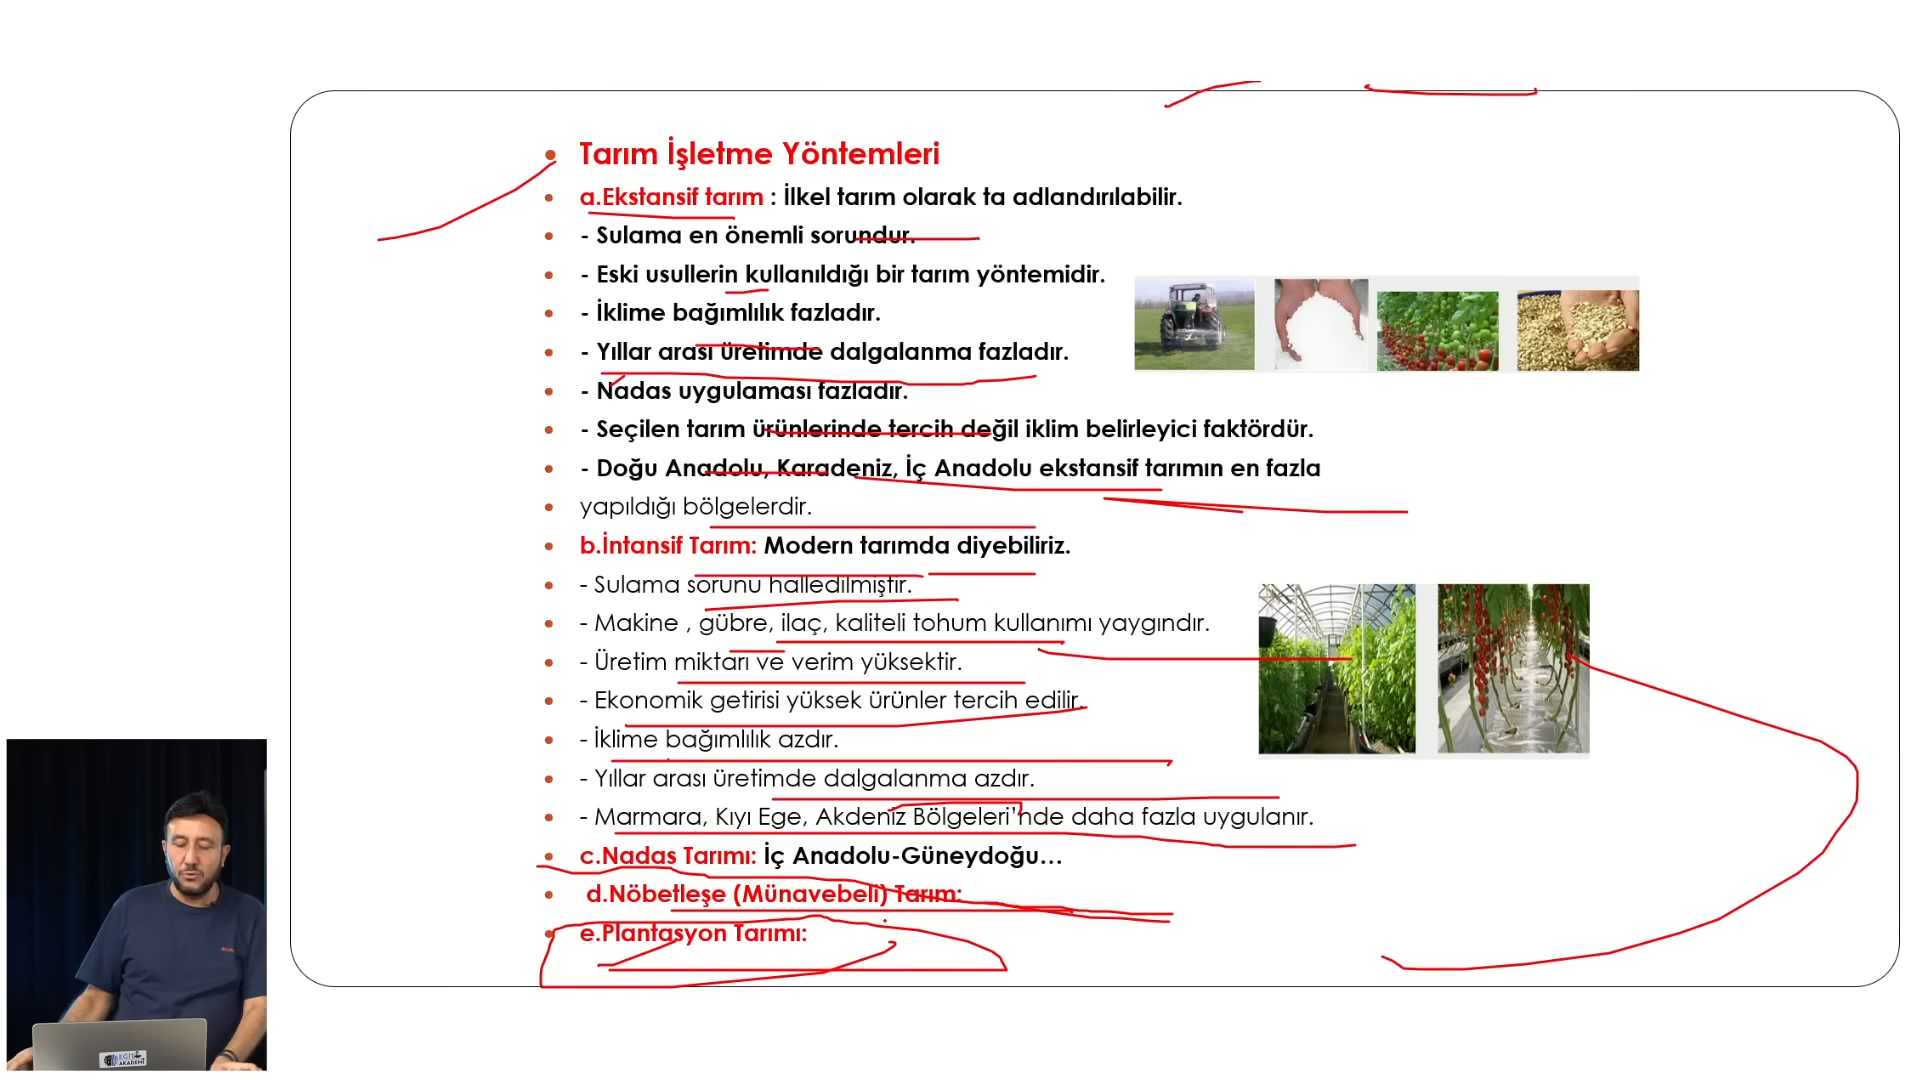 Tarım İşletme Yöntemleri
a.Ekstansif tarım : İlkel tarım olarak ta adlandırılabilir.
- Sulama en önemli sorundur.
- Eski usullerin kullanıldığı bir tarım yöntemidir.
- İklime bağımlılık fazladır.
- Yıllar arası üretimde dalgalanma fazladır.
- Nadas uygulaması fazladır.
- Seçilen tarım ürünlerinde tercih değil iklim belirleyici faktördür.
- Doğu Anadolu, Karadeniz, İç Anadolu ekstansif tarımın en fazla
yapıldığı bölgelerdir.
b.İntansif Tarım: Modern tarımda diyebiliriz.
- Sulama sorunu halledilmiştir.
- Makine , gübre, ilaç, kaliteli tohum kullanımı yaygındır.
- Üretim miktarı ve verim yüksektir.
- Ekonomik getirisi yüksek ürünler tercih edilir.
- İklime bağımlılık azdır.
- Yıllar arası üretimde dalgalanma azdır.
- Marmara, Kıyı Ege, Akdeniz Bölgeleri'nde daha fazla uygulanır.
c.Nadas Tarımı: İç Anadolu-Güneydoğu...
d.Nöbetleşe (Münavebeli) Tarım:
e.Plantasyon Tarımı:
AKADEMİ